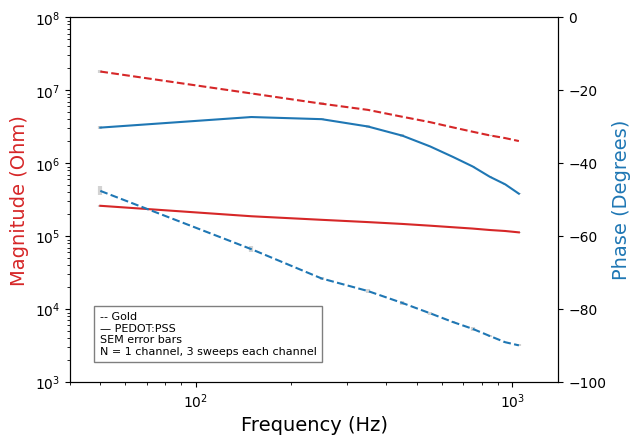 10^8
10^7
10^6
10^5
10^4
10^3
Magnitude (Ohm)
0
−20
−40
−60
−80
−100
Phase (Degrees)
-- Gold
— PEDOT:PSS
SEM error bars
N = 1 channel, 3 sweeps each channel
10^2
10^3
Frequency (Hz)